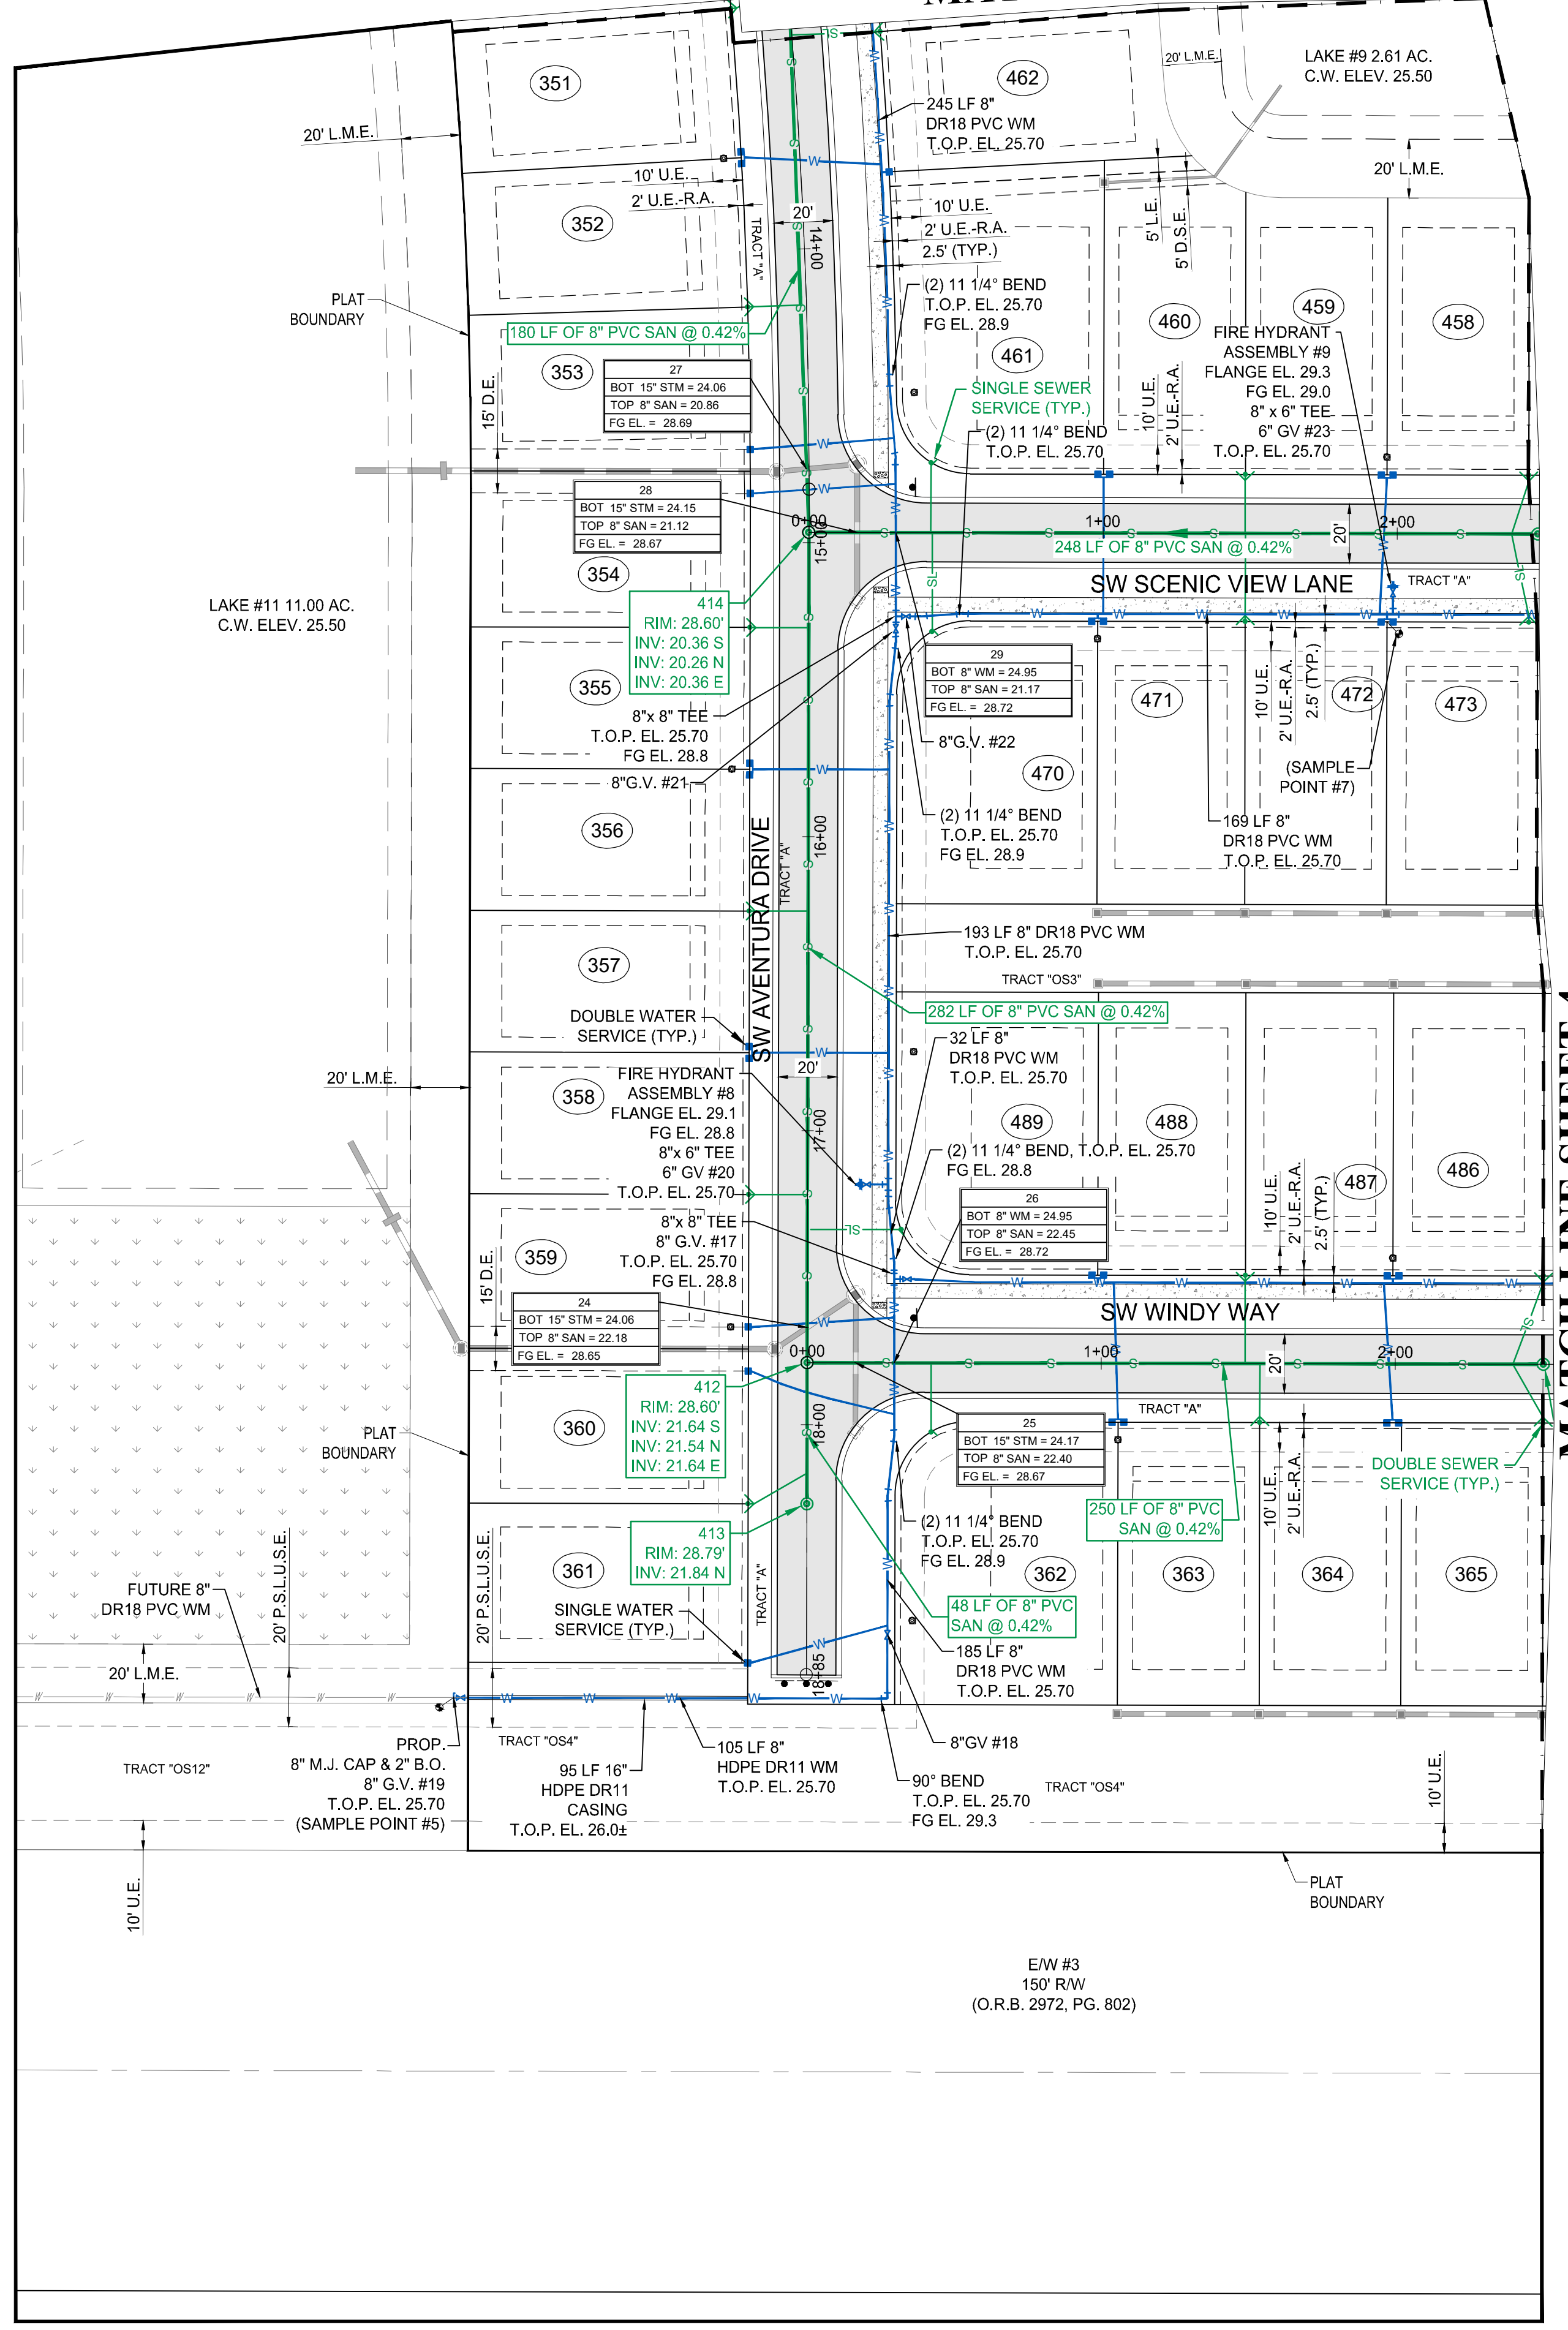 351
20' L.M.E.
352
10' U.E.
2' U.E.-R.A.
TRACT "A"
20'
14+00
462
245 LF 8"
DR18 PVC WM
T.O.P. EL. 25.70
20' L.M.E.
LAKE #9 2.61 AC.
C.W. ELEV. 25.50
20' L.M.E.
10' U.E.
2' U.E.-R.A.
2.5' (TYP.)
5' L.E.
5' D.S.E.
(2) 11 1/4° BEND
T.O.P. EL. 25.70
FG EL. 28.9
461
460
459
458
PLAT
BOUNDARY
180 LF OF 8" PVC SAN @ 0.42%
353
15' D.E.
27
BOT 15" STM = 24.06
TOP 8" SAN = 20.86
FG EL. = 28.69
SINGLE SEWER
SERVICE (TYP.)
(2) 11 1/4° BEND
T.O.P. EL. 25.70
10' U.E.
2' U.E.-R.A.
FIRE HYDRANT
ASSEMBLY #9
FLANGE EL. 29.3
FG EL. 29.0
8" x 6" TEE
6" GV #23
T.O.P. EL. 25.70
28
BOT 15" STM = 24.15
TOP 8" SAN = 21.12
FG EL. = 28.67
0+00
15+00
1+00
2+00
20'
248 LF OF 8" PVC SAN @ 0.42%
SW SCENIC VIEW LANE
TRACT "A"
354
LAKE #11 11.00 AC.
C.W. ELEV. 25.50
414
RIM: 28.60'
INV: 20.36 S
INV: 20.26 N
INV: 20.36 E
355
8"x 8" TEE
T.O.P. EL. 25.70
FG EL. 28.8
8"G.V. #21
29
BOT 8" WM = 24.95
TOP 8" SAN = 21.17
FG EL. = 28.72
8"G.V. #22
470
471
10' U.E.
2' U.E.-R.A.
2.5' (TYP.)
472
473
(SAMPLE
POINT #7)
(2) 11 1/4° BEND
T.O.P. EL. 25.70
FG EL. 28.9
169 LF 8"
DR18 PVC WM
T.O.P. EL. 25.70
356
16+00
TRACT "A"
SW AVENTURA DRIVE
193 LF 8" DR18 PVC WM
T.O.P. EL. 25.70
TRACT "OS3"
357
282 LF OF 8" PVC SAN @ 0.42%
DOUBLE WATER
SERVICE (TYP.)
20' L.M.E.
32 LF 8"
DR18 PVC WM
T.O.P. EL. 25.70
20'
358
FIRE HYDRANT
ASSEMBLY #8
FLANGE EL. 29.1
FG EL. 28.8
8"x 6" TEE
6" GV #20
T.O.P. EL. 25.70
17+00
489
488
487
486
(2) 11 1/4° BEND, T.O.P. EL. 25.70
FG EL. 28.8
10' U.E.
2' U.E.-R.A.
2.5' (TYP.)
MATCH LINE SHEET 4
8"x 8" TEE
8" G.V. #17
T.O.P. EL. 25.70
FG EL. 28.8
26
BOT 8" WM = 24.95
TOP 8" SAN = 22.45
FG EL. = 28.72
359
15' D.E.
24
BOT 15" STM = 24.06
TOP 8" SAN = 22.18
FG EL. = 28.65
SW WINDY WAY
0+00
1+00
2+00
20'
TRACT "A"
412
RIM: 28.60'
INV: 21.64 S
INV: 21.54 N
INV: 21.64 E
360
PLAT
BOUNDARY
18+00
25
BOT 15" STM = 24.17
TOP 8" SAN = 22.40
FG EL. = 28.67
DOUBLE SEWER
SERVICE (TYP.)
10' U.E.
2' U.E.-R.A.
250 LF OF 8" PVC
SAN @ 0.42%
(2) 11 1/4° BEND
T.O.P. EL. 25.70
FG EL. 28.9
413
RIM: 28.79'
INV: 21.84 N
361
362
363
364
365
TRACT "A"
48 LF OF 8" PVC
SAN @ 0.42%
FUTURE 8"
DR18 PVC WM
20' P.S.L.U.S.E.
20' P.S.L.U.S.E.
SINGLE WATER
SERVICE (TYP.)
185 LF 8"
DR18 PVC WM
T.O.P. EL. 25.70
20' L.M.E.
18+85
8"GV #18
TRACT "OS12"
TRACT "OS4"
PROP.
8" M.J. CAP & 2" B.O.
8" G.V. #19
T.O.P. EL. 25.70
(SAMPLE POINT #5)
95 LF 16"
HDPE DR11
CASING
T.O.P. EL. 26.0±
105 LF 8"
HDPE DR11 WM
T.O.P. EL. 25.70
90° BEND
T.O.P. EL. 25.70
FG EL. 29.3
TRACT "OS4"
10' U.E.
10' U.E.
PLAT
BOUNDARY
E/W #3
150' R/W
(O.R.B. 2972, PG. 802)